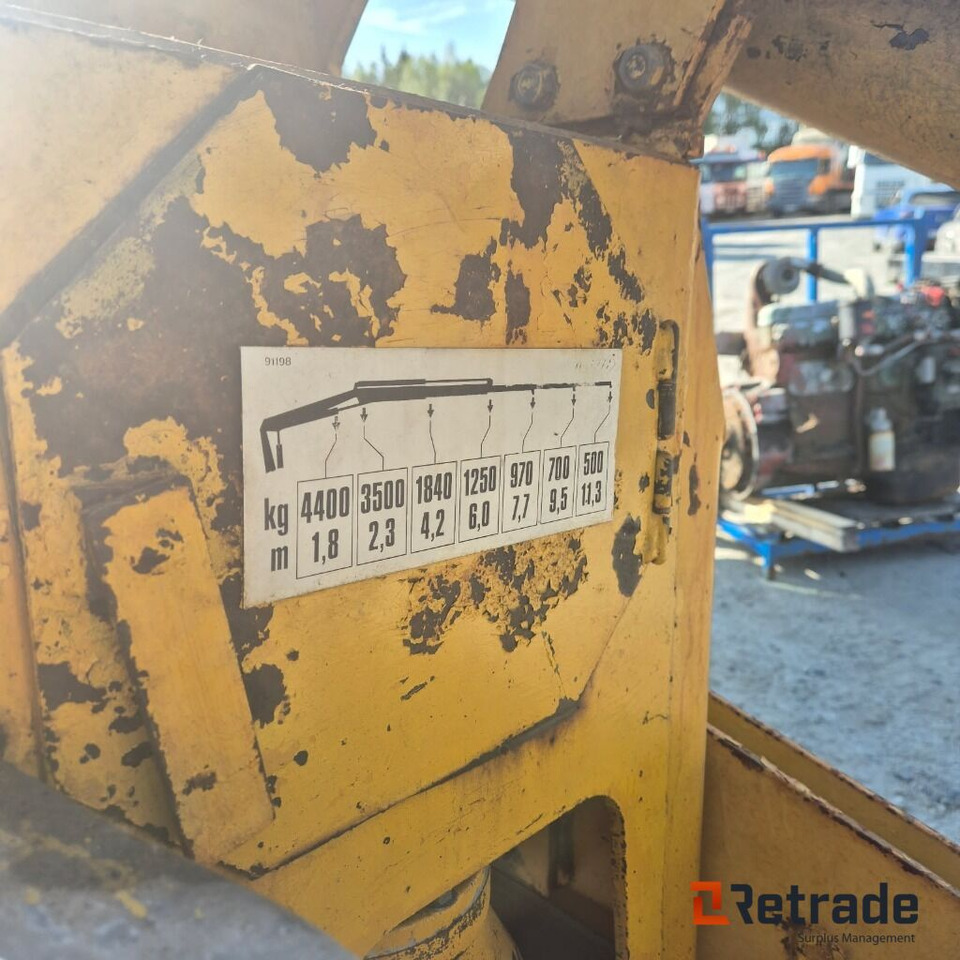 91198
kg 4400 3500 1840 1250 970 700 500
m 1,8 2,3 4,2 6,0 7,7 9,5 11,3
Retrade
Surplus Management